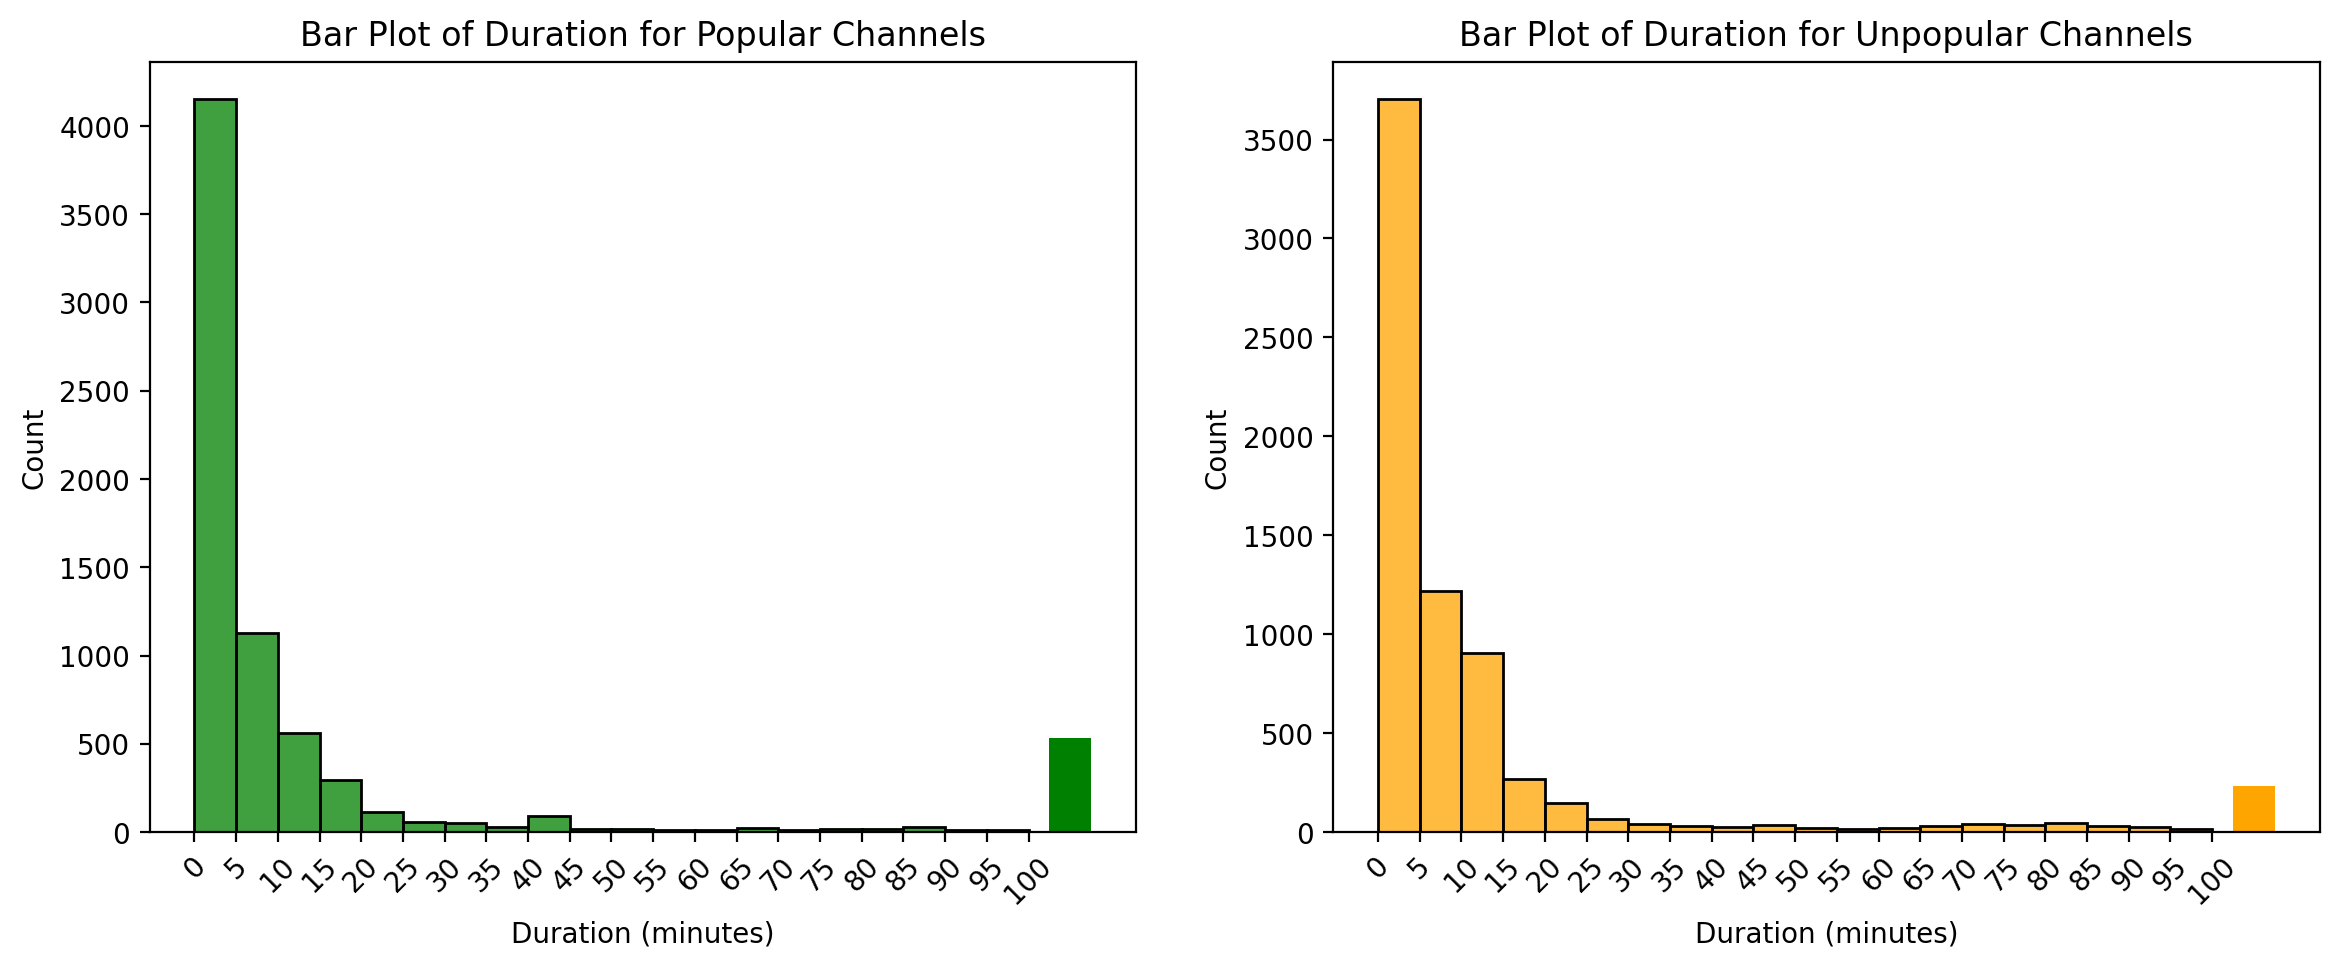 Bar Plot of Duration for Popular Channels
Count
4000
3500
3000
2500
2000
1500
1000
500
0
0 5 10 15 20 25 30 35 40 45 50 55 60 65 70 75 80 85 90 95 100
Duration (minutes)
Bar Plot of Duration for Unpopular Channels
Count
3500
3000
2500
2000
1500
1000
500
0
0 5 10 15 20 25 30 35 40 45 50 55 60 65 70 75 80 85 90 95 100
Duration (minutes)